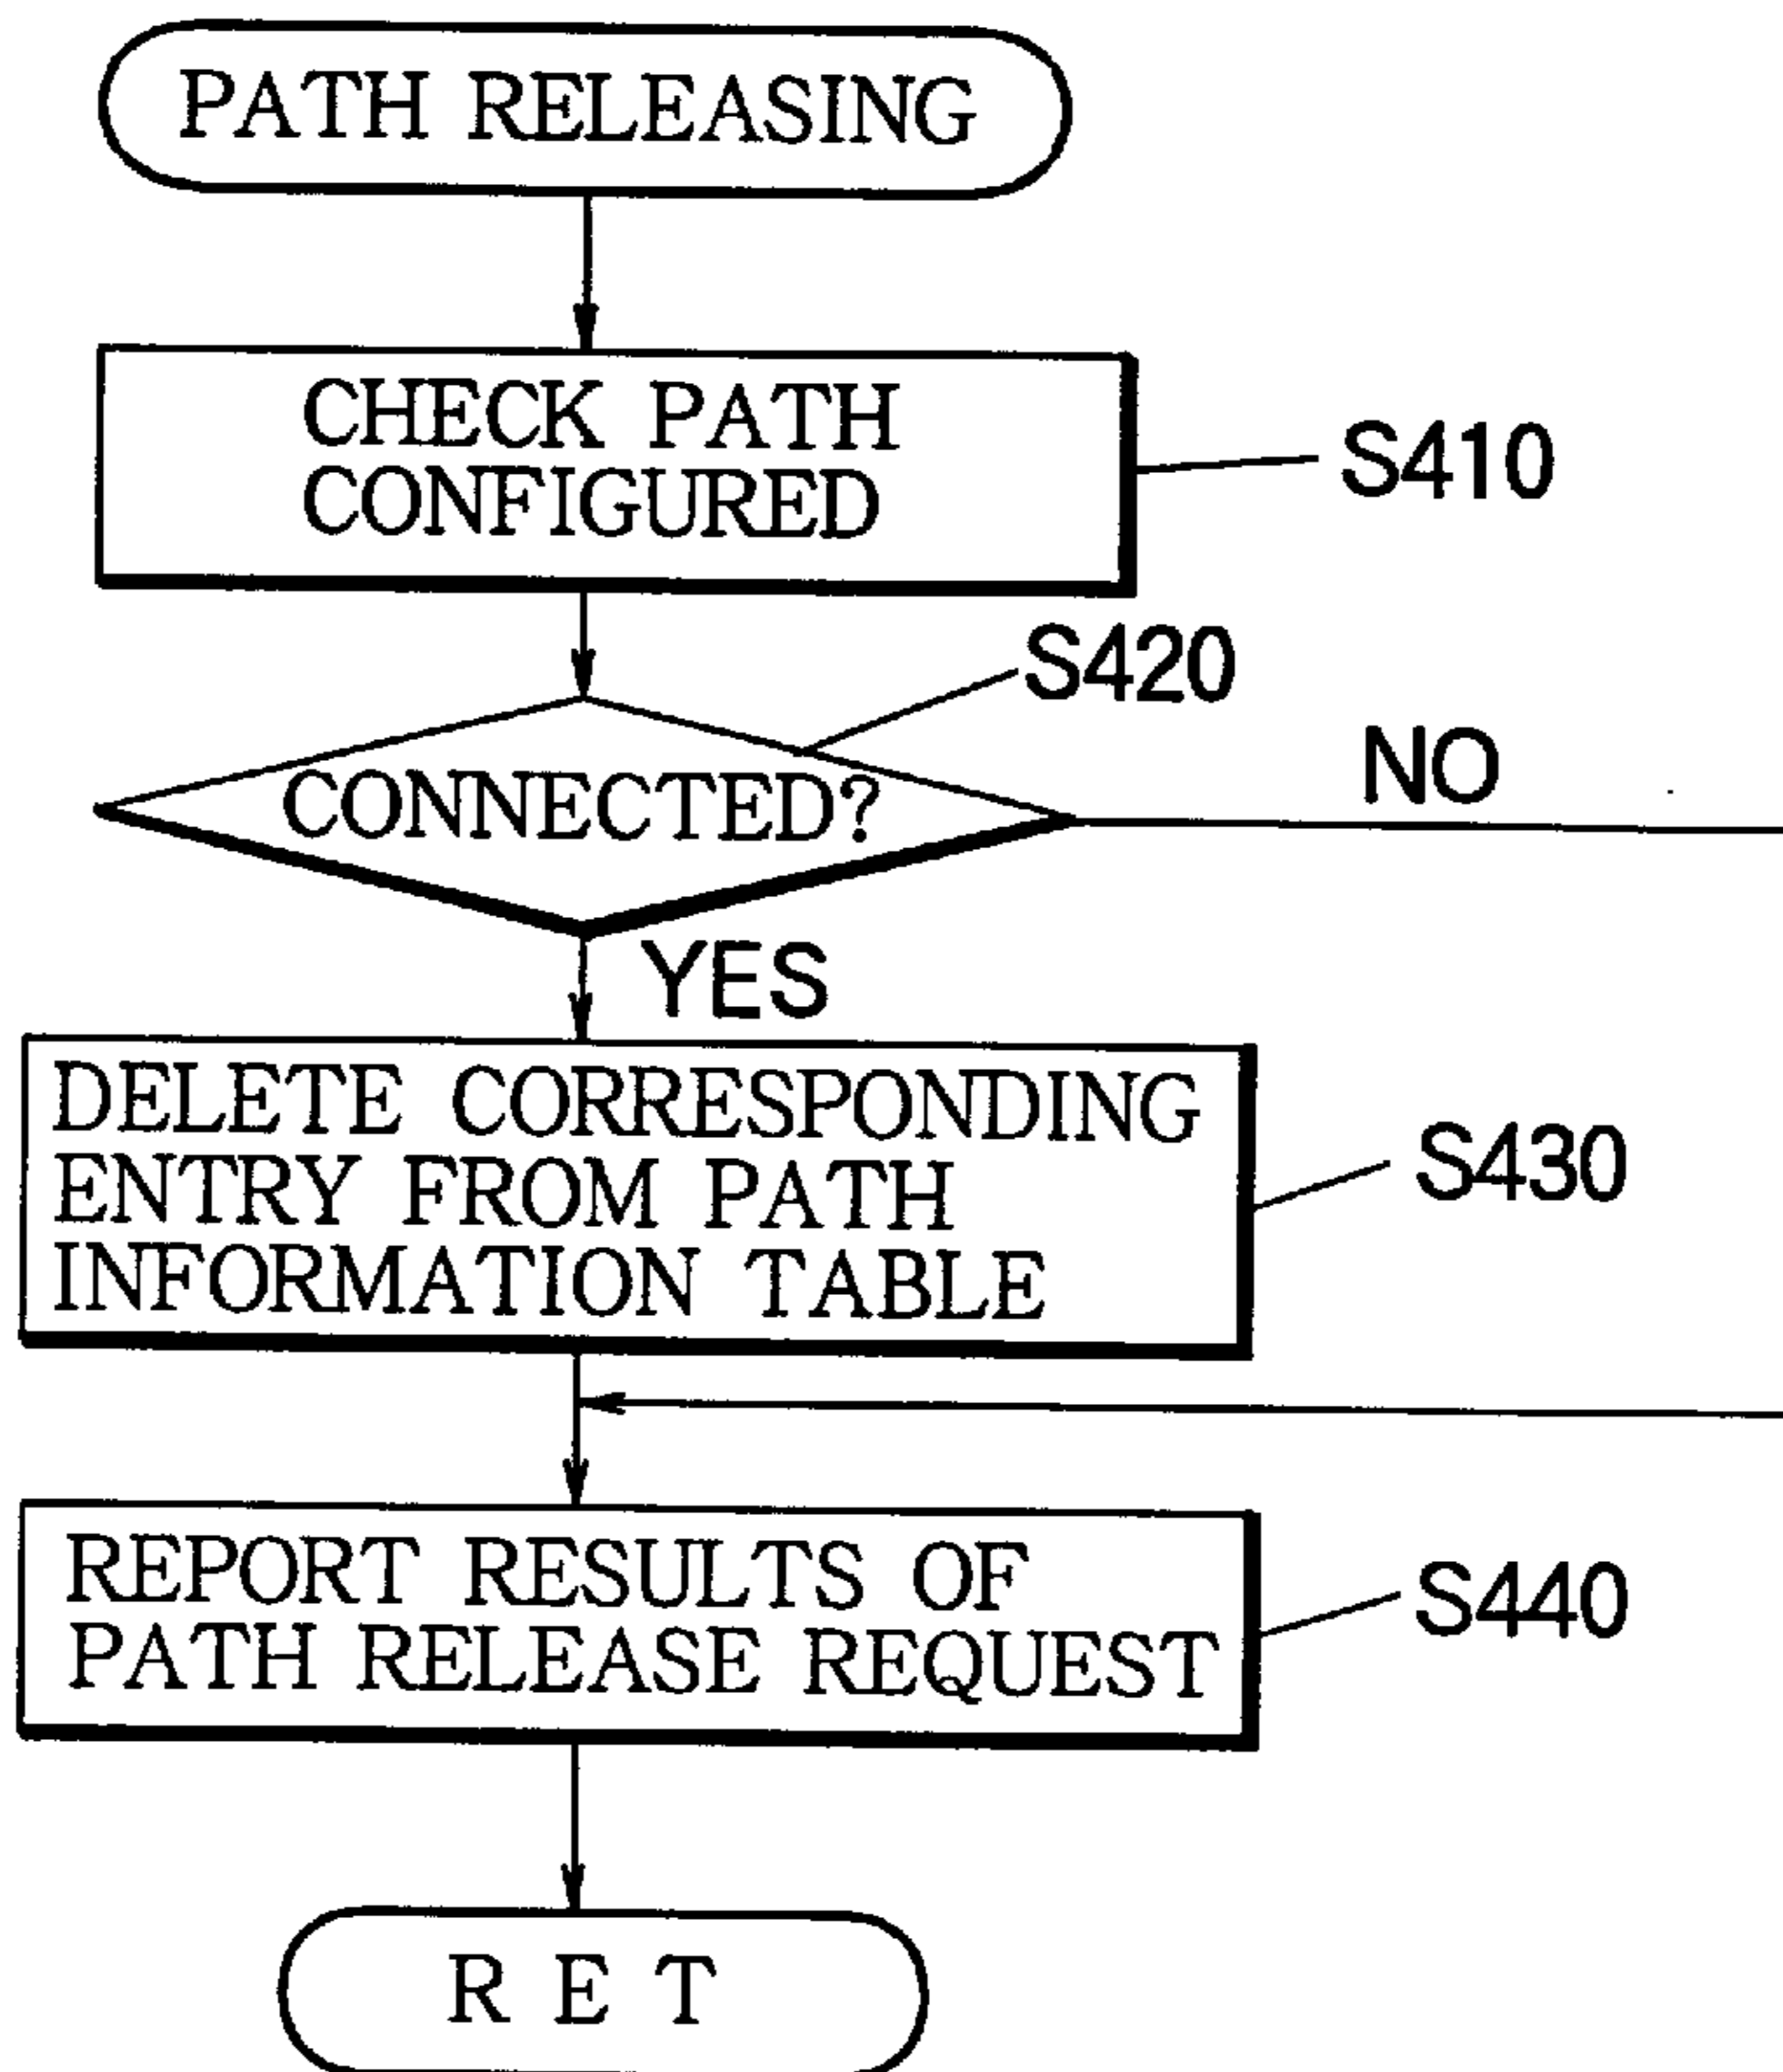 PATH RELEASING
CHECK PATH
CONFIGURED
S410
S420
CONNECTED?
NO
YES
DELETE CORRESPONDING
ENTRY FROM PATH
INFORMATION TABLE
S430
REPORT RESULTS OF
PATH RELEASE REQUEST
S440
R E T